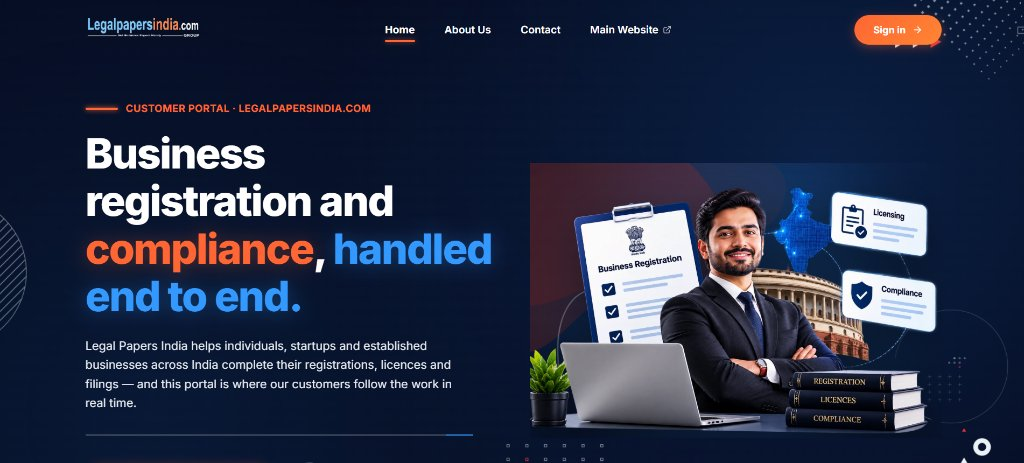 Legalpapersindia.com
GROUP
Home
About Us
Contact
Main Website
Sign in
CUSTOMER PORTAL · LEGALPAPERSINDIA.COM
Business
registration and
compliance, handled
end to end.
Legal Papers India helps individuals, startups and established
businesses across India complete their registrations, licences and
filings — and this portal is where our customers follow the work in
real time.
Business Registration
Licensing
Compliance
REGISTRATION
LICENCES
COMPLIANCE